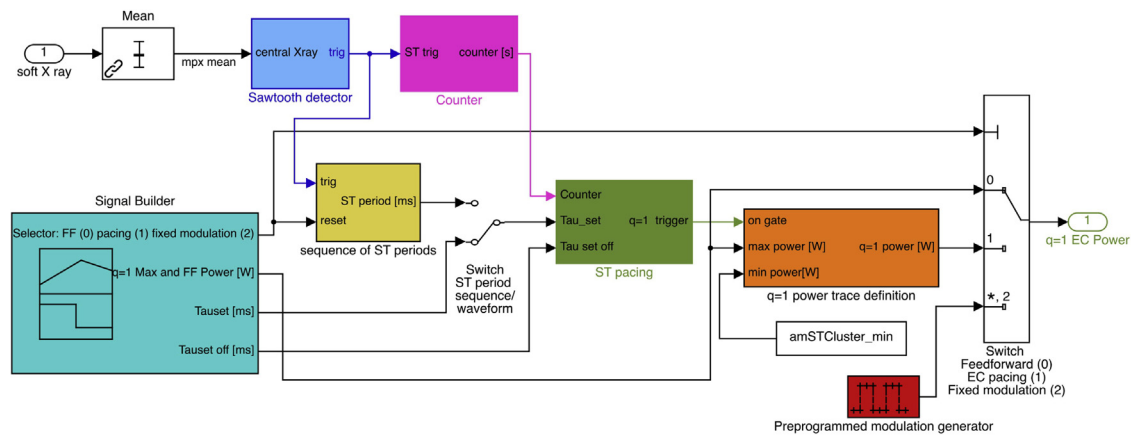 Mean
1
soft X ray
mpx mean
central Xray
trig
Sawtooth detector
ST trig
counter [s]
Counter
trig
ST period [ms]
reset
sequence of ST periods
Signal Builder
Selector: FF (0) pacing (1) fixed modulation (2)
q=1 Max and FF Power [W]
Tauset [ms]
Tauset off [ms]
Switch
ST period
sequence/
waveform
Counter
Tau_set
q=1 trigger
Tau set off
ST pacing
on gate
max power [W]
q=1 power [W]
min power[W]
q=1 power trace definition
amSTCluster_min
Preprogrammed modulation generator
0
1
*, 2
Switch
Feedforward (0)
EC pacing (1)
Fixed modulation (2)
1
q=1 EC Power